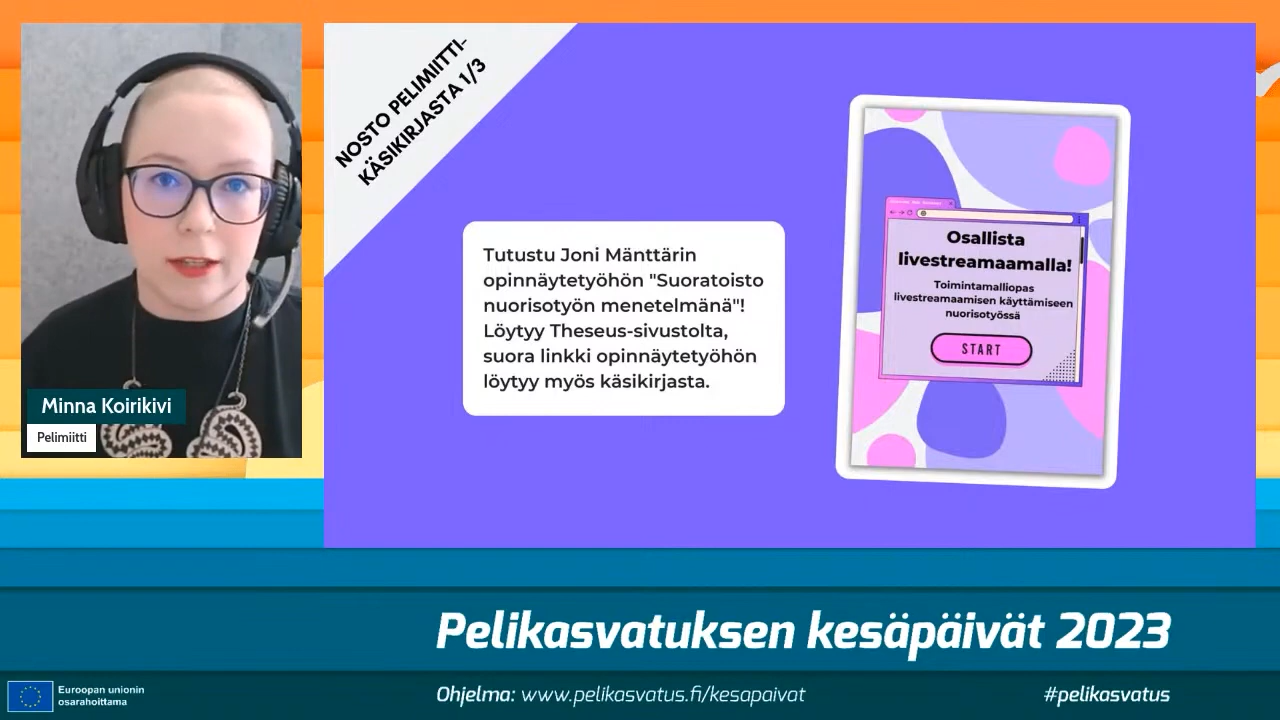 NOSTO PELIMIITTI-
KÄSIKIRJASTA 1/3
Tutustu Joni Mänttärin
opinnäytetyöhön "Suoratoisto
nuorisotyön menetelmänä"!
Löytyy Theseus-sivustolta,
suora linkki opinnäytetyöhön
löytyy myös käsikirjasta.
Osallista
livestreamaamalla!
Toimintamalliopas
livestreamaamisen käyttämiseen
nuorisotyössä
START
Minna Koirikivi
Pelimiitti
Pelikasvatuksen kesäpäivät 2023
Euroopan unionin
osarahoittama
Ohjelma: www.pelikasvatus.fi/kesapaivat
#pelikasvatus